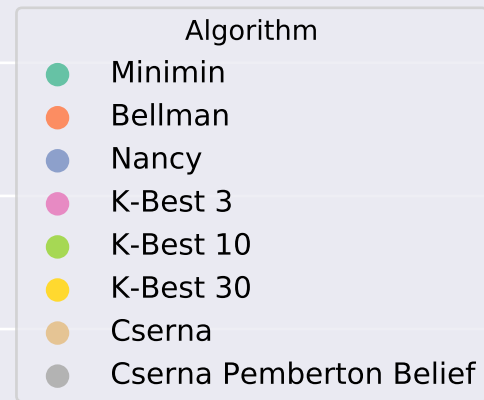 Algorithm
Minimin
Bellman
Nancy
K-Best 3
K-Best 10
K-Best 30
Cserna
Cserna Pemberton Belief